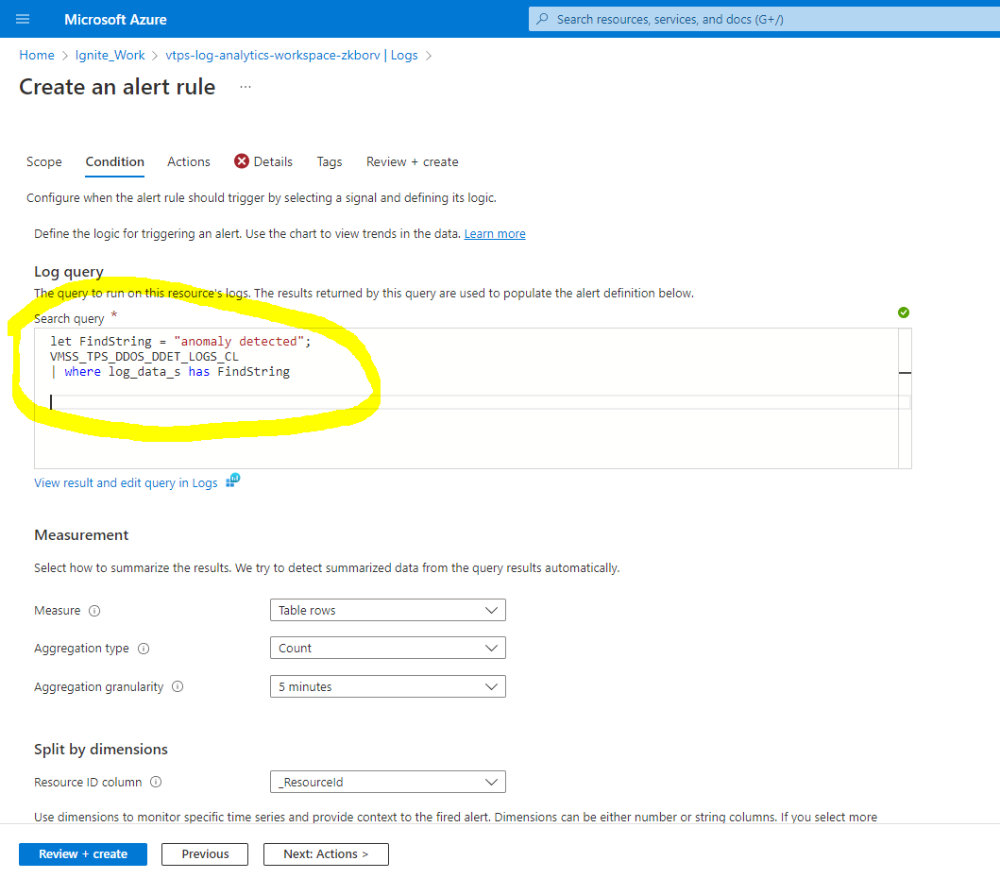 Microsoft Azure
Search resources, services, and docs (G+/)
Home > Ignite_Work > vtps-log-analytics-workspace-zkborv | Logs >
Create an alert rule ...
Scope Condition Actions Details Tags Review + create
Configure when the alert rule should trigger by selecting a signal and defining its logic.
Define the logic for triggering an alert. Use the chart to view trends in the data. Learn more
Log query
The query to run on this resource's logs. The results returned by this query are used to populate the alert definition below.
Search query *
let FindString = "anomaly detected";
VMSS_TPS_DDOS_DDET_LOGS_CL
| where log_data_s has FindString
View result and edit query in Logs
Measurement
Select how to summarize the results. We try to detect summarized data from the query results automatically.
Measure Table rows
Aggregation type Count
Aggregation granularity 5 minutes
Split by dimensions
Resource ID column _ResourceId
Use dimensions to monitor specific time series and provide context to the fired alert. Dimensions can be either number or string columns. If you select more
Review + create Previous Next: Actions >